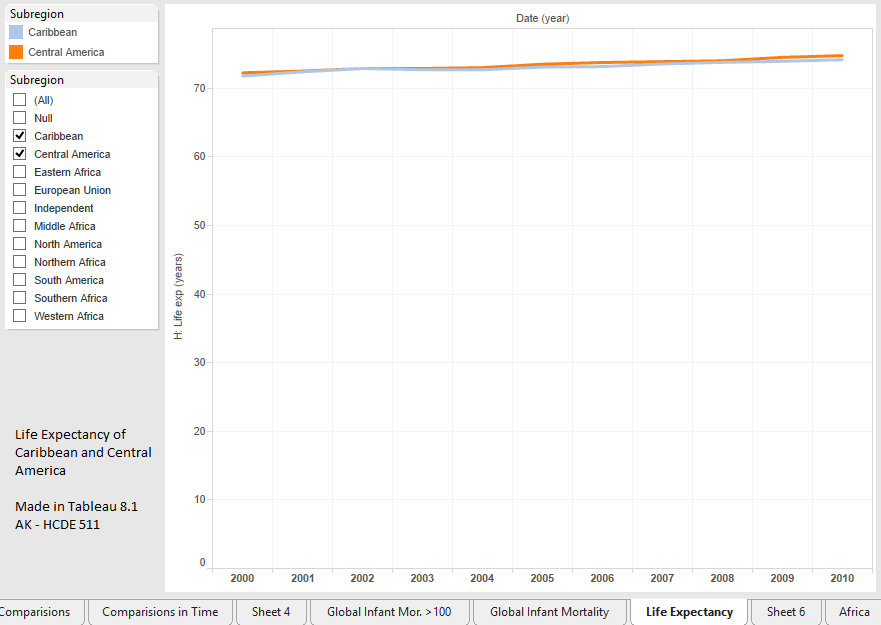 Subregion
Caribbean
Central America
Subregion
(All)
Null
Caribbean
Central America
Eastern Africa
European Union
Independent
Middle Africa
North America
Northern Africa
South America
Southern Africa
Western Africa
Life Expectancy of
Caribbean and Central
America
Made in Tableau 8.1
AK - HCDE 511
Date (year)
H: Life exp (years)
70
60
50
40
30
20
10
0
2000 2001 2002 2003 2004 2005 2006 2007 2008 2009 2010
Comparisions Comparisions in Time Sheet 4 Global Infant Mor. >100 Global Infant Mortality Life Expectancy Sheet 6 Africa